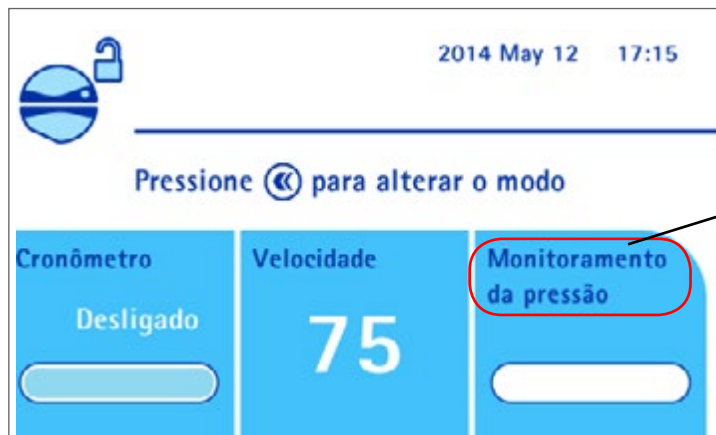 2014 May 12 17:15
Pressione para alterar o modo
Cronômetro
Desligado
Velocidade
75
Monitoramento
da pressão